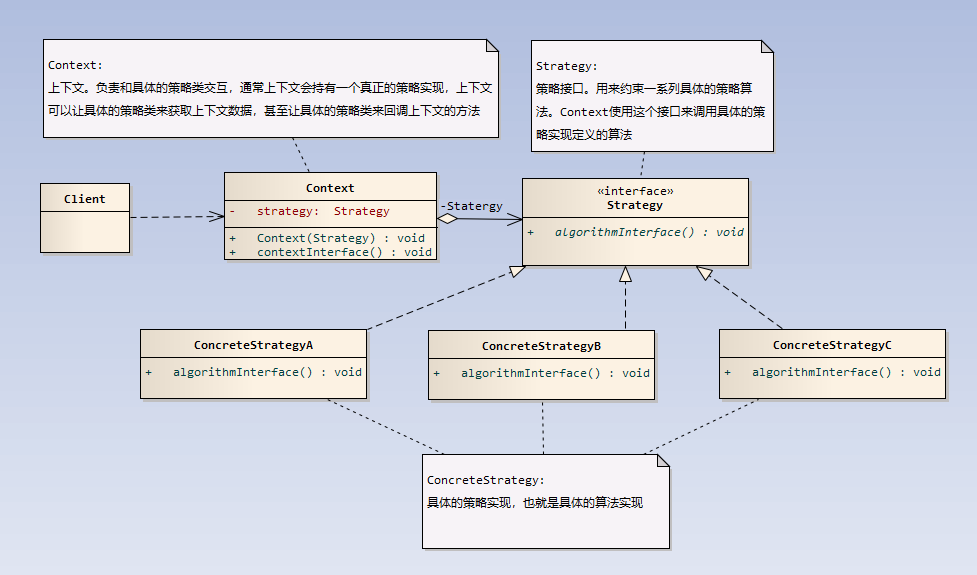 Context:
上下文。负责和具体的策略类交互，通常上下文会持有一个真正的策略实现，上下文
可以让具体的策略类来获取上下文数据，甚至让具体的策略类来回调上下文的方法
Strategy:
策略接口。用来约束一系列具体的策略算
法。Context使用这个接口来调用具体的策
略实现定义的算法
Client
Context
- strategy: Strategy
+ Context(Strategy) : void
+ contextInterface() : void
-Statergy
«interface»
Strategy
+ algorithmInterface() : void
ConcreteStrategyA
+ algorithmInterface() : void
ConcreteStrategyB
+ algorithmInterface() : void
ConcreteStrategyC
+ algorithmInterface() : void
ConcreteStrategy:
具体的策略实现，也就是具体的算法实现